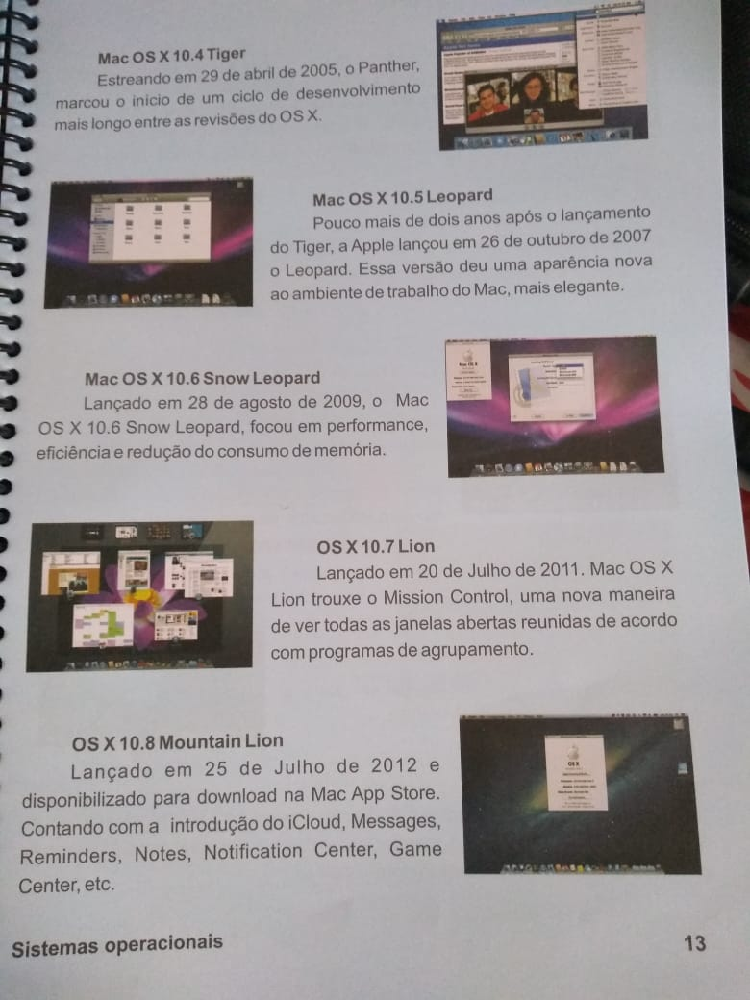 Mac OS X 10.4 Tiger
Estreando em 29 de abril de 2005, o Panther,
marcou o início de um ciclo de desenvolvimento
mais longo entre as revisões do OS X.
Mac OS X 10.5 Leopard
Pouco mais de dois anos após o lançamento
do Tiger, a Apple lançou em 26 de outubro de 2007
o Leopard. Essa versão deu uma aparência nova
ao ambiente de trabalho do Mac, mais elegante.
Mac OS X 10.6 Snow Leopard
Lançado em 28 de agosto de 2009, o Mac
OS X 10.6 Snow Leopard, focou em performance,
eficiência e redução do consumo de memória.
Mac OS X
OS X 10.7 Lion
Lançado em 20 de Julho de 2011. Mac OS X
Lion trouxe o Mission Control, uma nova maneira
de ver todas as janelas abertas reunidas de acordo
com programas de agrupamento.
OS X 10.8 Mountain Lion
Lançado em 25 de Julho de 2012 e
disponibilizado para download na Mac App Store.
Contando com a introdução do iCloud, Messages,
Reminders, Notes, Notification Center, Game
Center, etc.
OS X
Sistemas operacionais
13